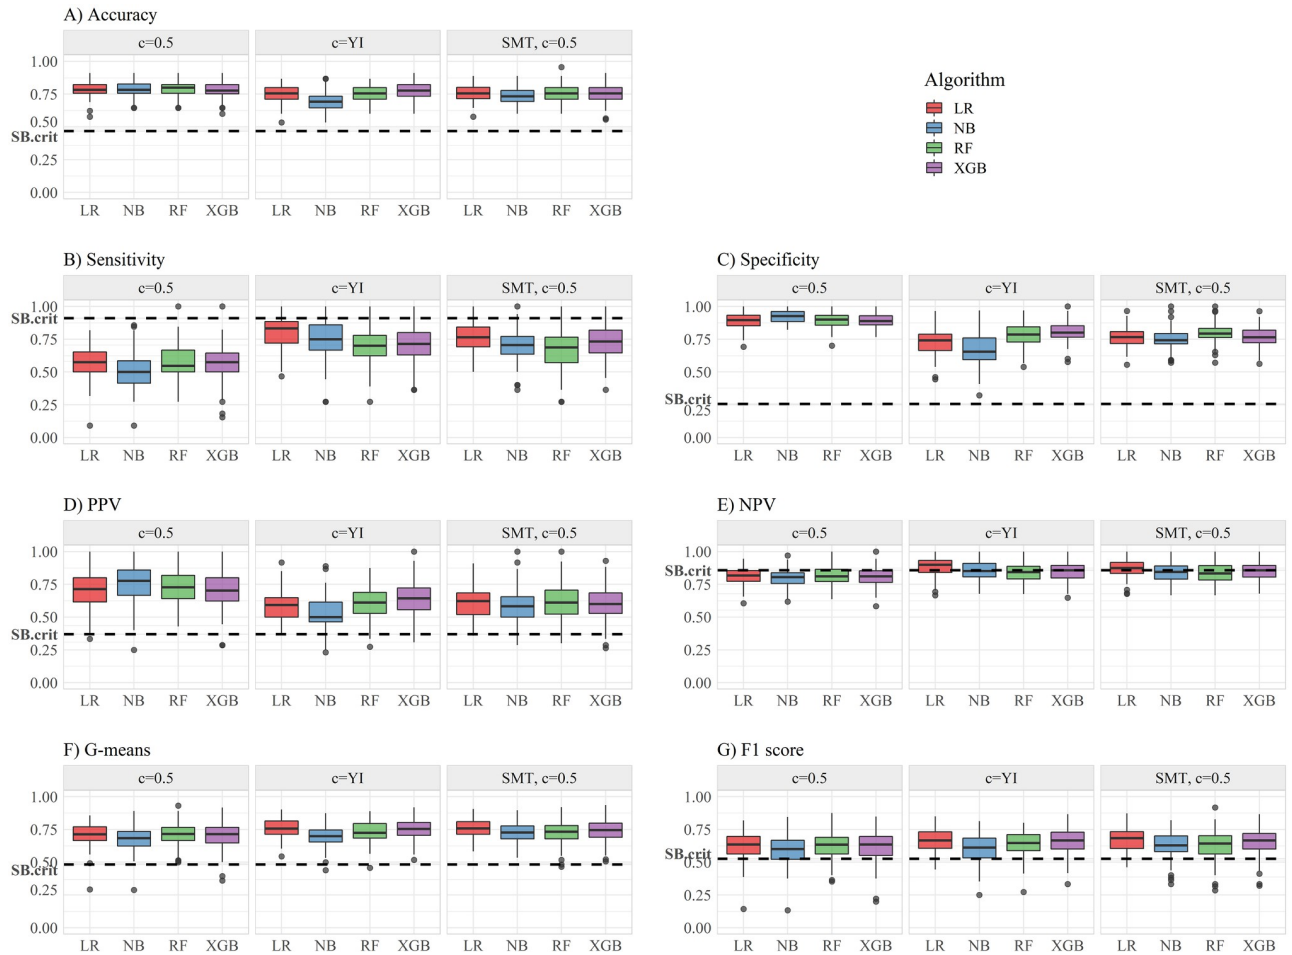 A) Accuracy
c=0.5
c=YI
SMT, c=0.5
1.00
0.75
0.50
SB.crit
0.25
0.00
LR NB RF XGB
LR NB RF XGB
LR NB RF XGB
Algorithm
LR
NB
RF
XGB
B) Sensitivity
c=0.5
c=YI
SMT, c=0.5
1.00
SB.crit
0.75
0.50
0.25
0.00
LR NB RF XGB
LR NB RF XGB
LR NB RF XGB
C) Specificity
c=0.5
c=YI
SMT, c=0.5
1.00
0.75
0.50
SB.crit
0.25
0.00
LR NB RF XGB
LR NB RF XGB
LR NB RF XGB
D) PPV
c=0.5
c=YI
SMT, c=0.5
1.00
0.75
0.50
SB.crit
0.25
0.00
LR NB RF XGB
LR NB RF XGB
LR NB RF XGB
E) NPV
c=0.5
c=YI
SMT, c=0.5
1.00
SB.crit
0.75
0.50
0.25
0.00
LR NB RF XGB
LR NB RF XGB
LR NB RF XGB
F) G-means
c=0.5
c=YI
SMT, c=0.5
1.00
0.75
0.50
SB.crit
0.25
0.00
LR NB RF XGB
LR NB RF XGB
LR NB RF XGB
G) F1 score
c=0.5
c=YI
SMT, c=0.5
1.00
0.75
SB.crit
0.50
0.25
0.00
LR NB RF XGB
LR NB RF XGB
LR NB RF XGB